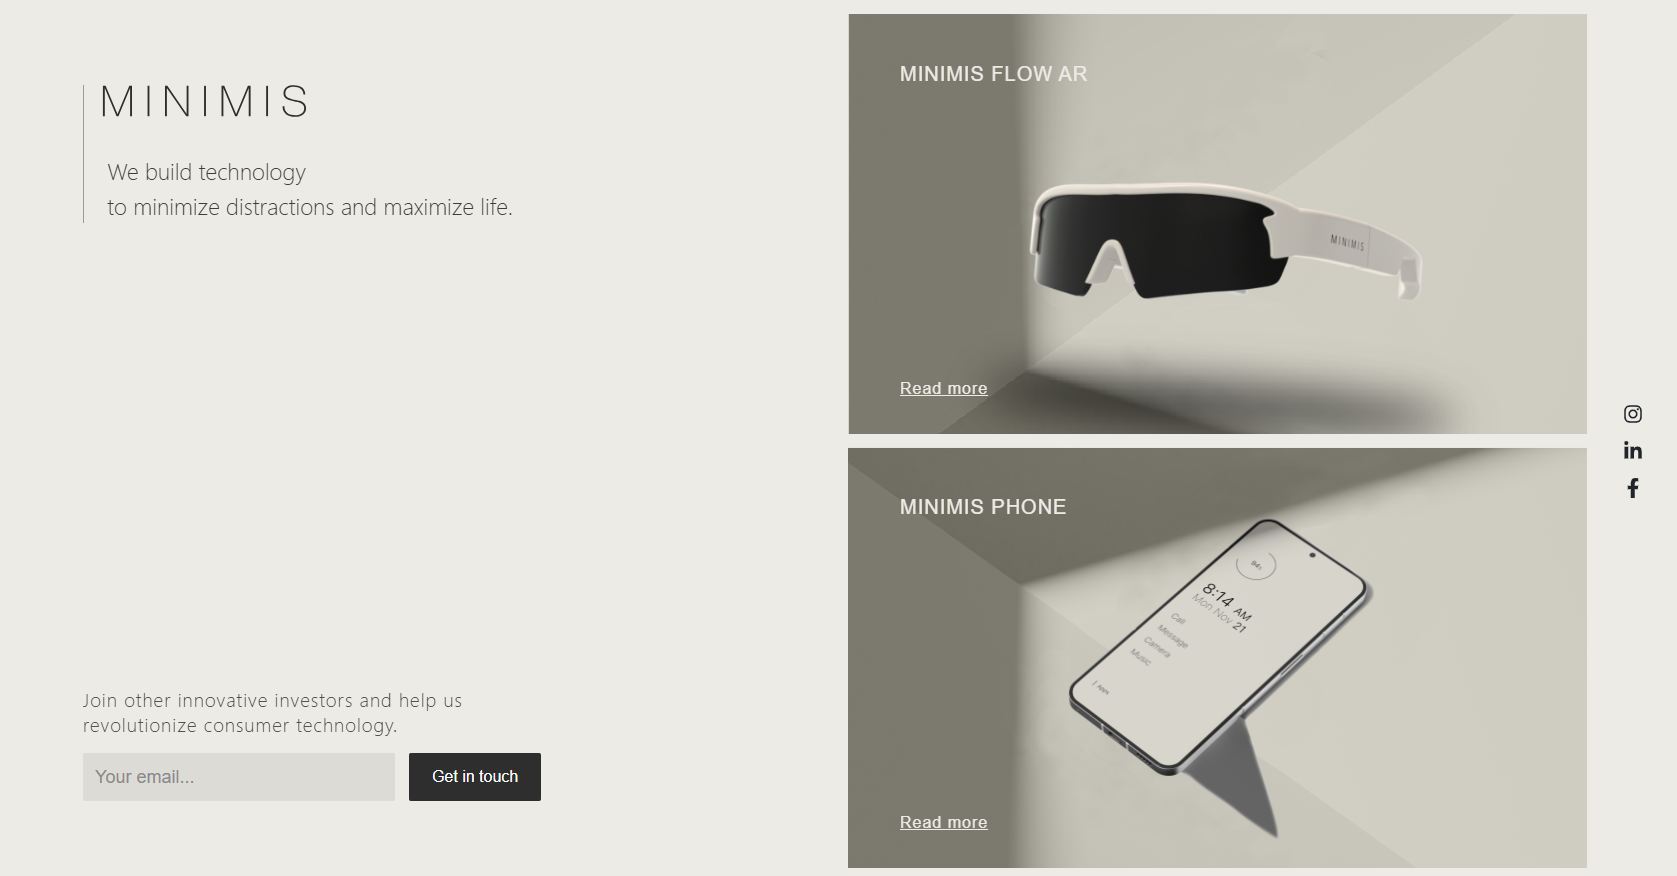 MINIMIS
We build technology
to minimize distractions and maximize life.
Join other innovative investors and help us
revolutionize consumer technology.
Your email...
Get in touch
MINIMIS FLOW AR
MINIMIS
Read more
MINIMIS PHONE
94%
8:14 AM
Mon Nov 21
Call
Message
Camera
Music
Apps
Read more